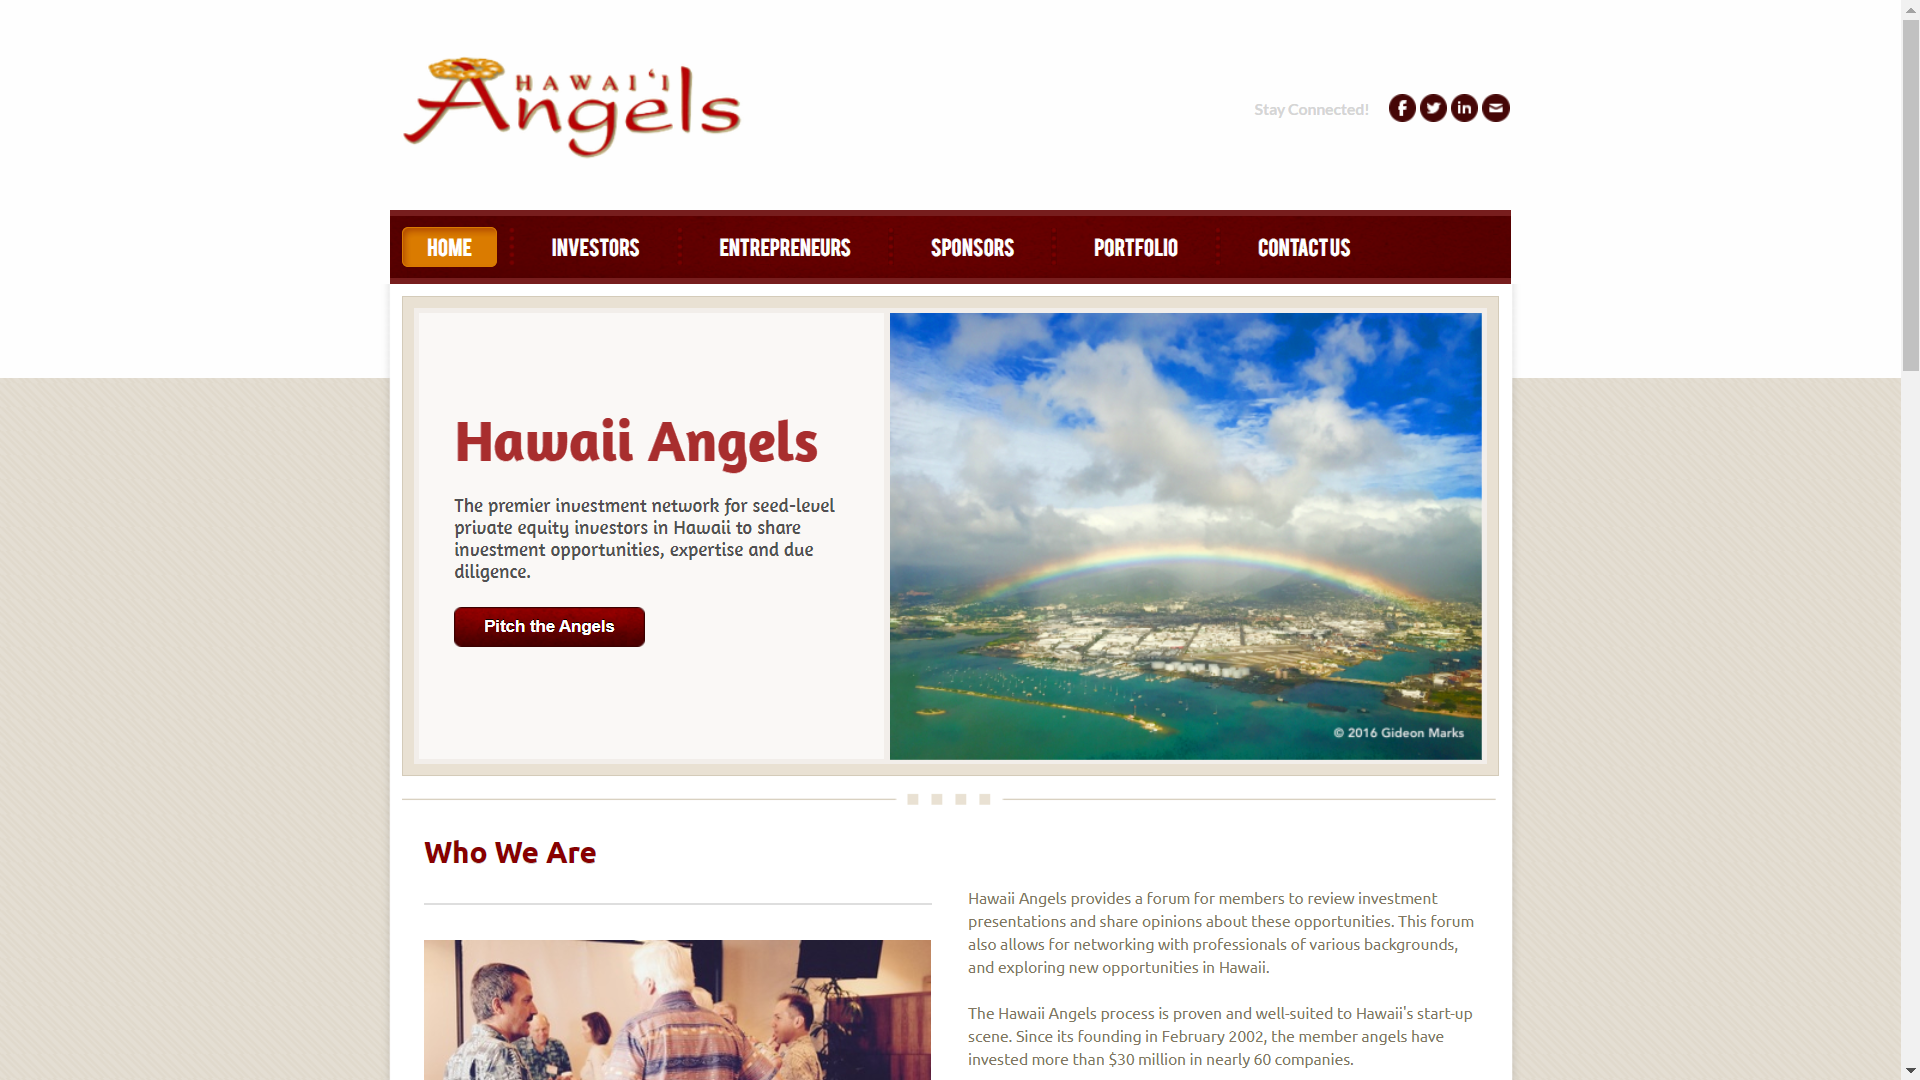 HAWAI‘I
Angels
Stay Connected!
HOME
INVESTORS
ENTREPRENEURS
SPONSORS
PORTFOLIO
CONTACT US
Hawaii Angels
The premier investment network for seed-level
private equity investors in Hawaii to share
investment opportunities, expertise and due
diligence.
Pitch the Angels
© 2016 Gideon Marks
Who We Are
Hawaii Angels provides a forum for members to review investment
presentations and share opinions about these opportunities. This forum
also allows for networking with professionals of various backgrounds,
and exploring new opportunities in Hawaii.
The Hawaii Angels process is proven and well-suited to Hawaii's start-up
scene. Since its founding in February 2002, the member angels have
invested more than $30 million in nearly 60 companies.